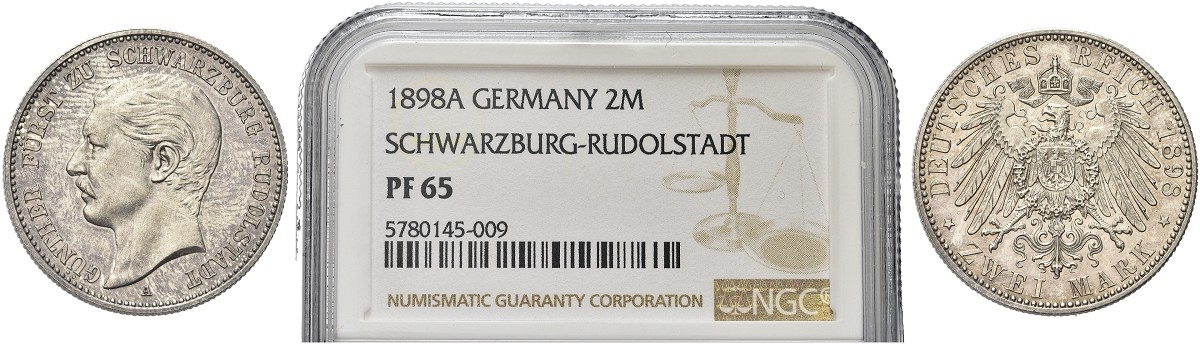 GÜNTHER FÜRST ZU SCHWARZBURG RUDOLSTADT
A
1898A GERMANY 2M
SCHWARZBURG-RUDOLSTADT
PF 65
5780145-009
NUMISMATIC GUARANTY CORPORATION
NGC®
DEUTSCHES REICH 1898
* ZWEI MARK *